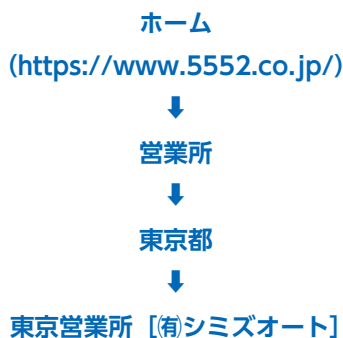 ホーム
(https://www.5552.co.jp/)
⬇
営業所
⬇
東京都
⬇
東京営業所［㈲シミズオート］